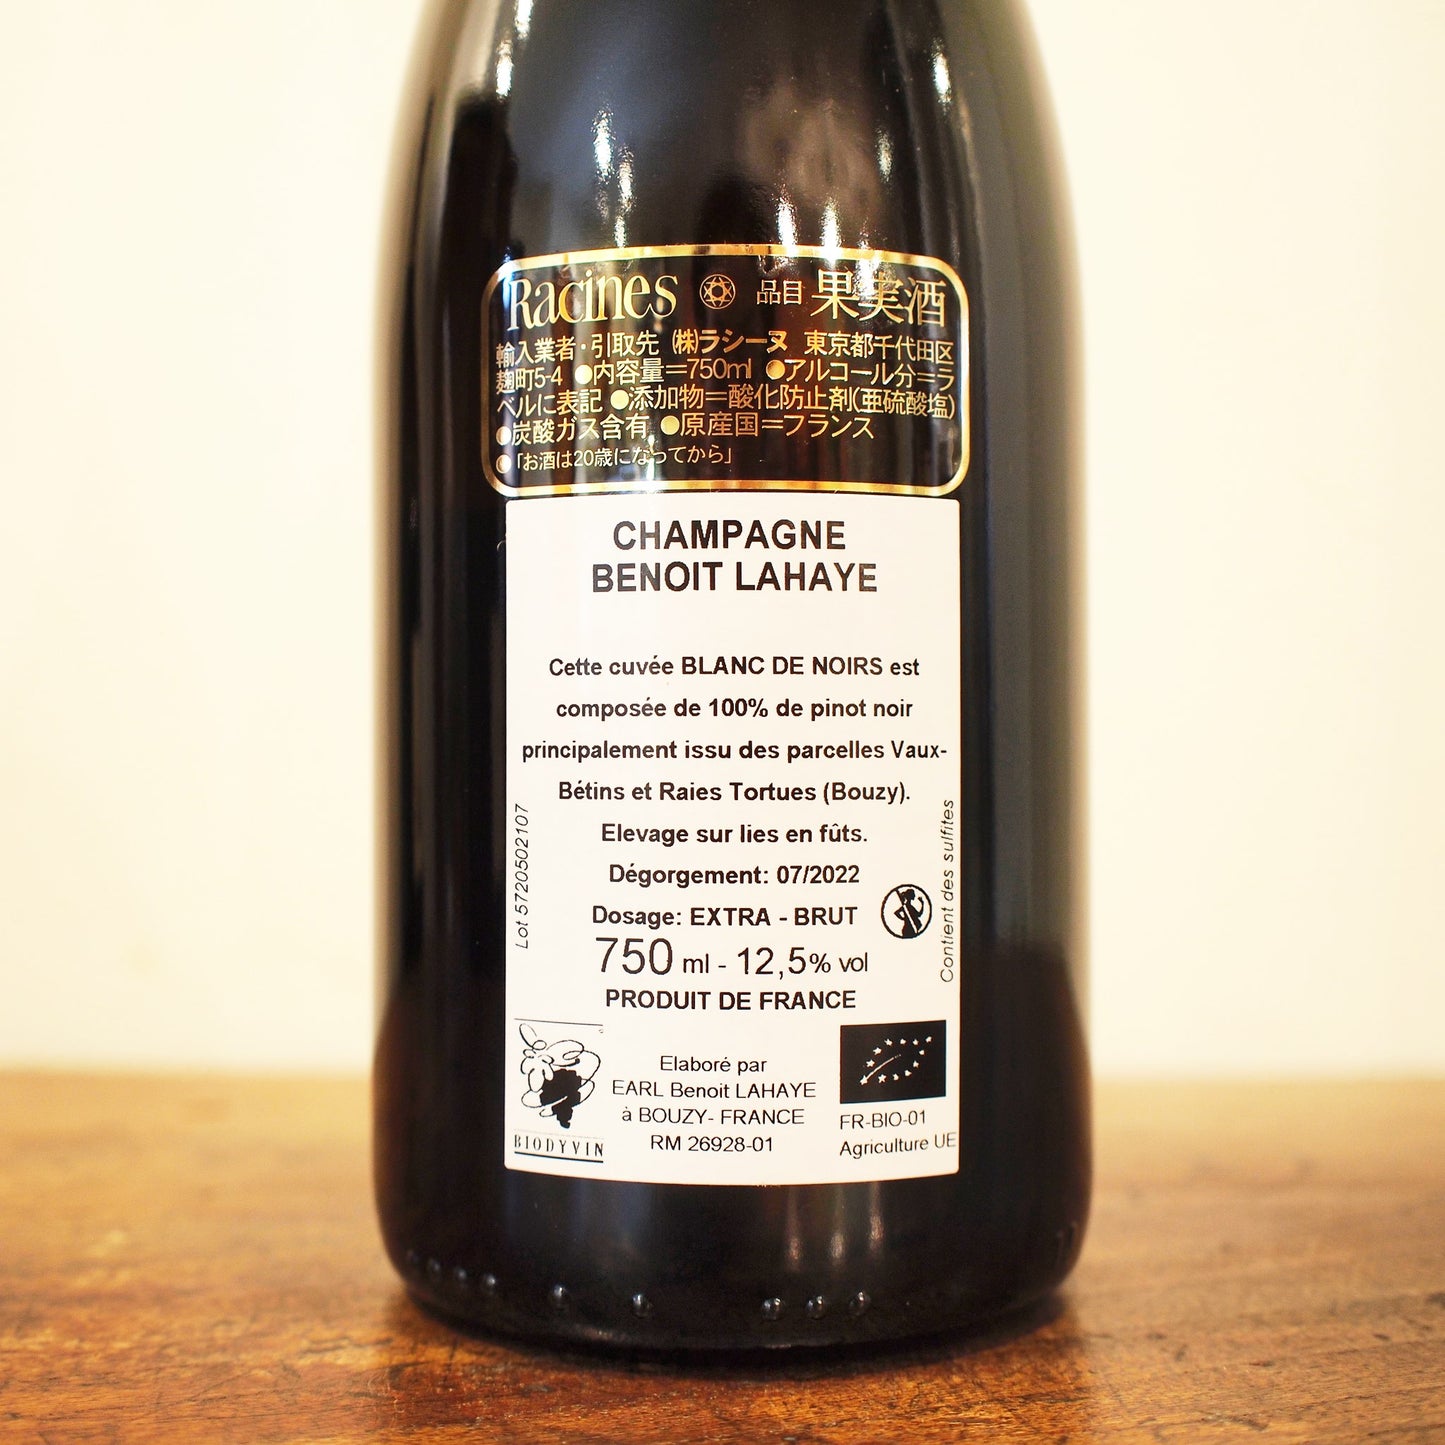 Racines 品目 果実酒
輸入業者・引取先 (株)ラシーヌ 東京都千代田区
麹町5-4 ●内容量=750ml ●アルコール分=ラ
ベルに表記 ●添加物=酸化防止剤(亜硫酸塩)
●炭酸ガス含有 ●原産国=フランス
●「お酒は20歳になってから」
CHAMPAGNE
BENOIT LAHAYE
Cette cuvée BLANC DE NOIRS est
composée de 100% de pinot noir
principalement issu des parcelles Vaux-
Bétins et Raies Tortues (Bouzy).
Elevage sur lies en fûts.
Dégorgement: 07/2022
Dosage: EXTRA - BRUT
750 ml - 12,5% vol
PRODUIT DE FRANCE
Lot 5720502107
Contient des sulfites
Elaboré par
EARL Benoit LAHAYE
à BOUZY- FRANCE
RM 26928-01
BIODYVIN
FR-BIO-01
Agriculture UE